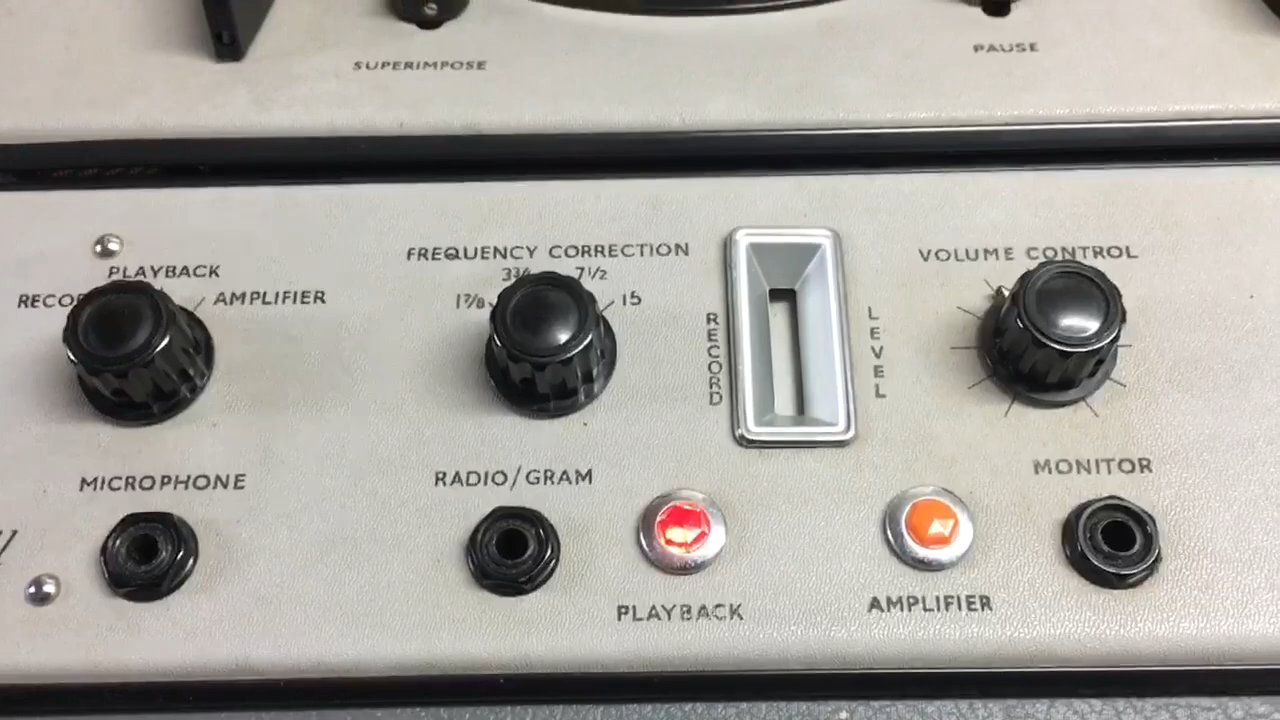 SUPERIMPOSE
PAUSE
PLAYBACK
AMPLIFIER
FREQUENCY CORRECTION
3¾ 7½
1⅞ 15
RECORD
LEVEL
VOLUME CONTROL
MICROPHONE
RADIO/GRAM
MONITOR
PLAYBACK
AMPLIFIER